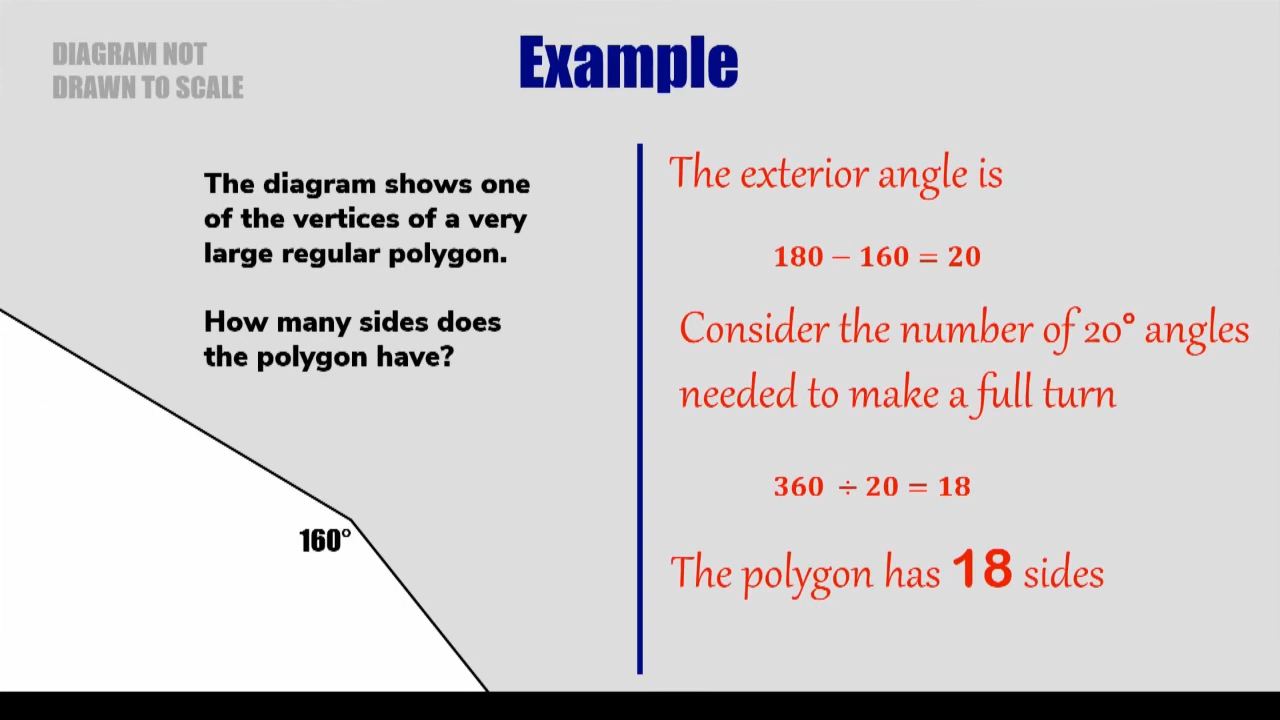 DIAGRAM NOT
DRAWN TO SCALE
Example
The diagram shows one
of the vertices of a very
large regular polygon.
How many sides does
the polygon have?
160°
The exterior angle is
180 − 160 = 20
Consider the number of 20° angles
needed to make a full turn
360 ÷ 20 = 18
The polygon has 18 sides